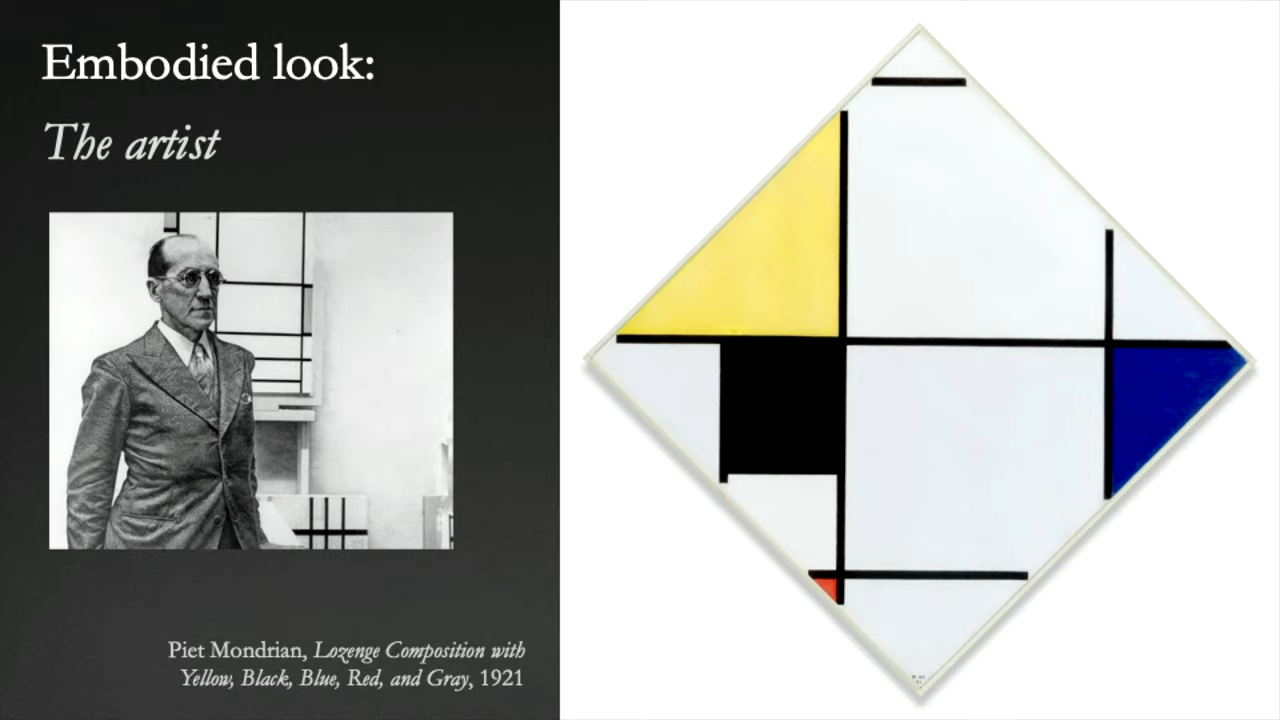 Embodied look:
The artist
Piet Mondrian, Lozenge Composition with
Yellow, Black, Blue, Red, and Gray, 1921